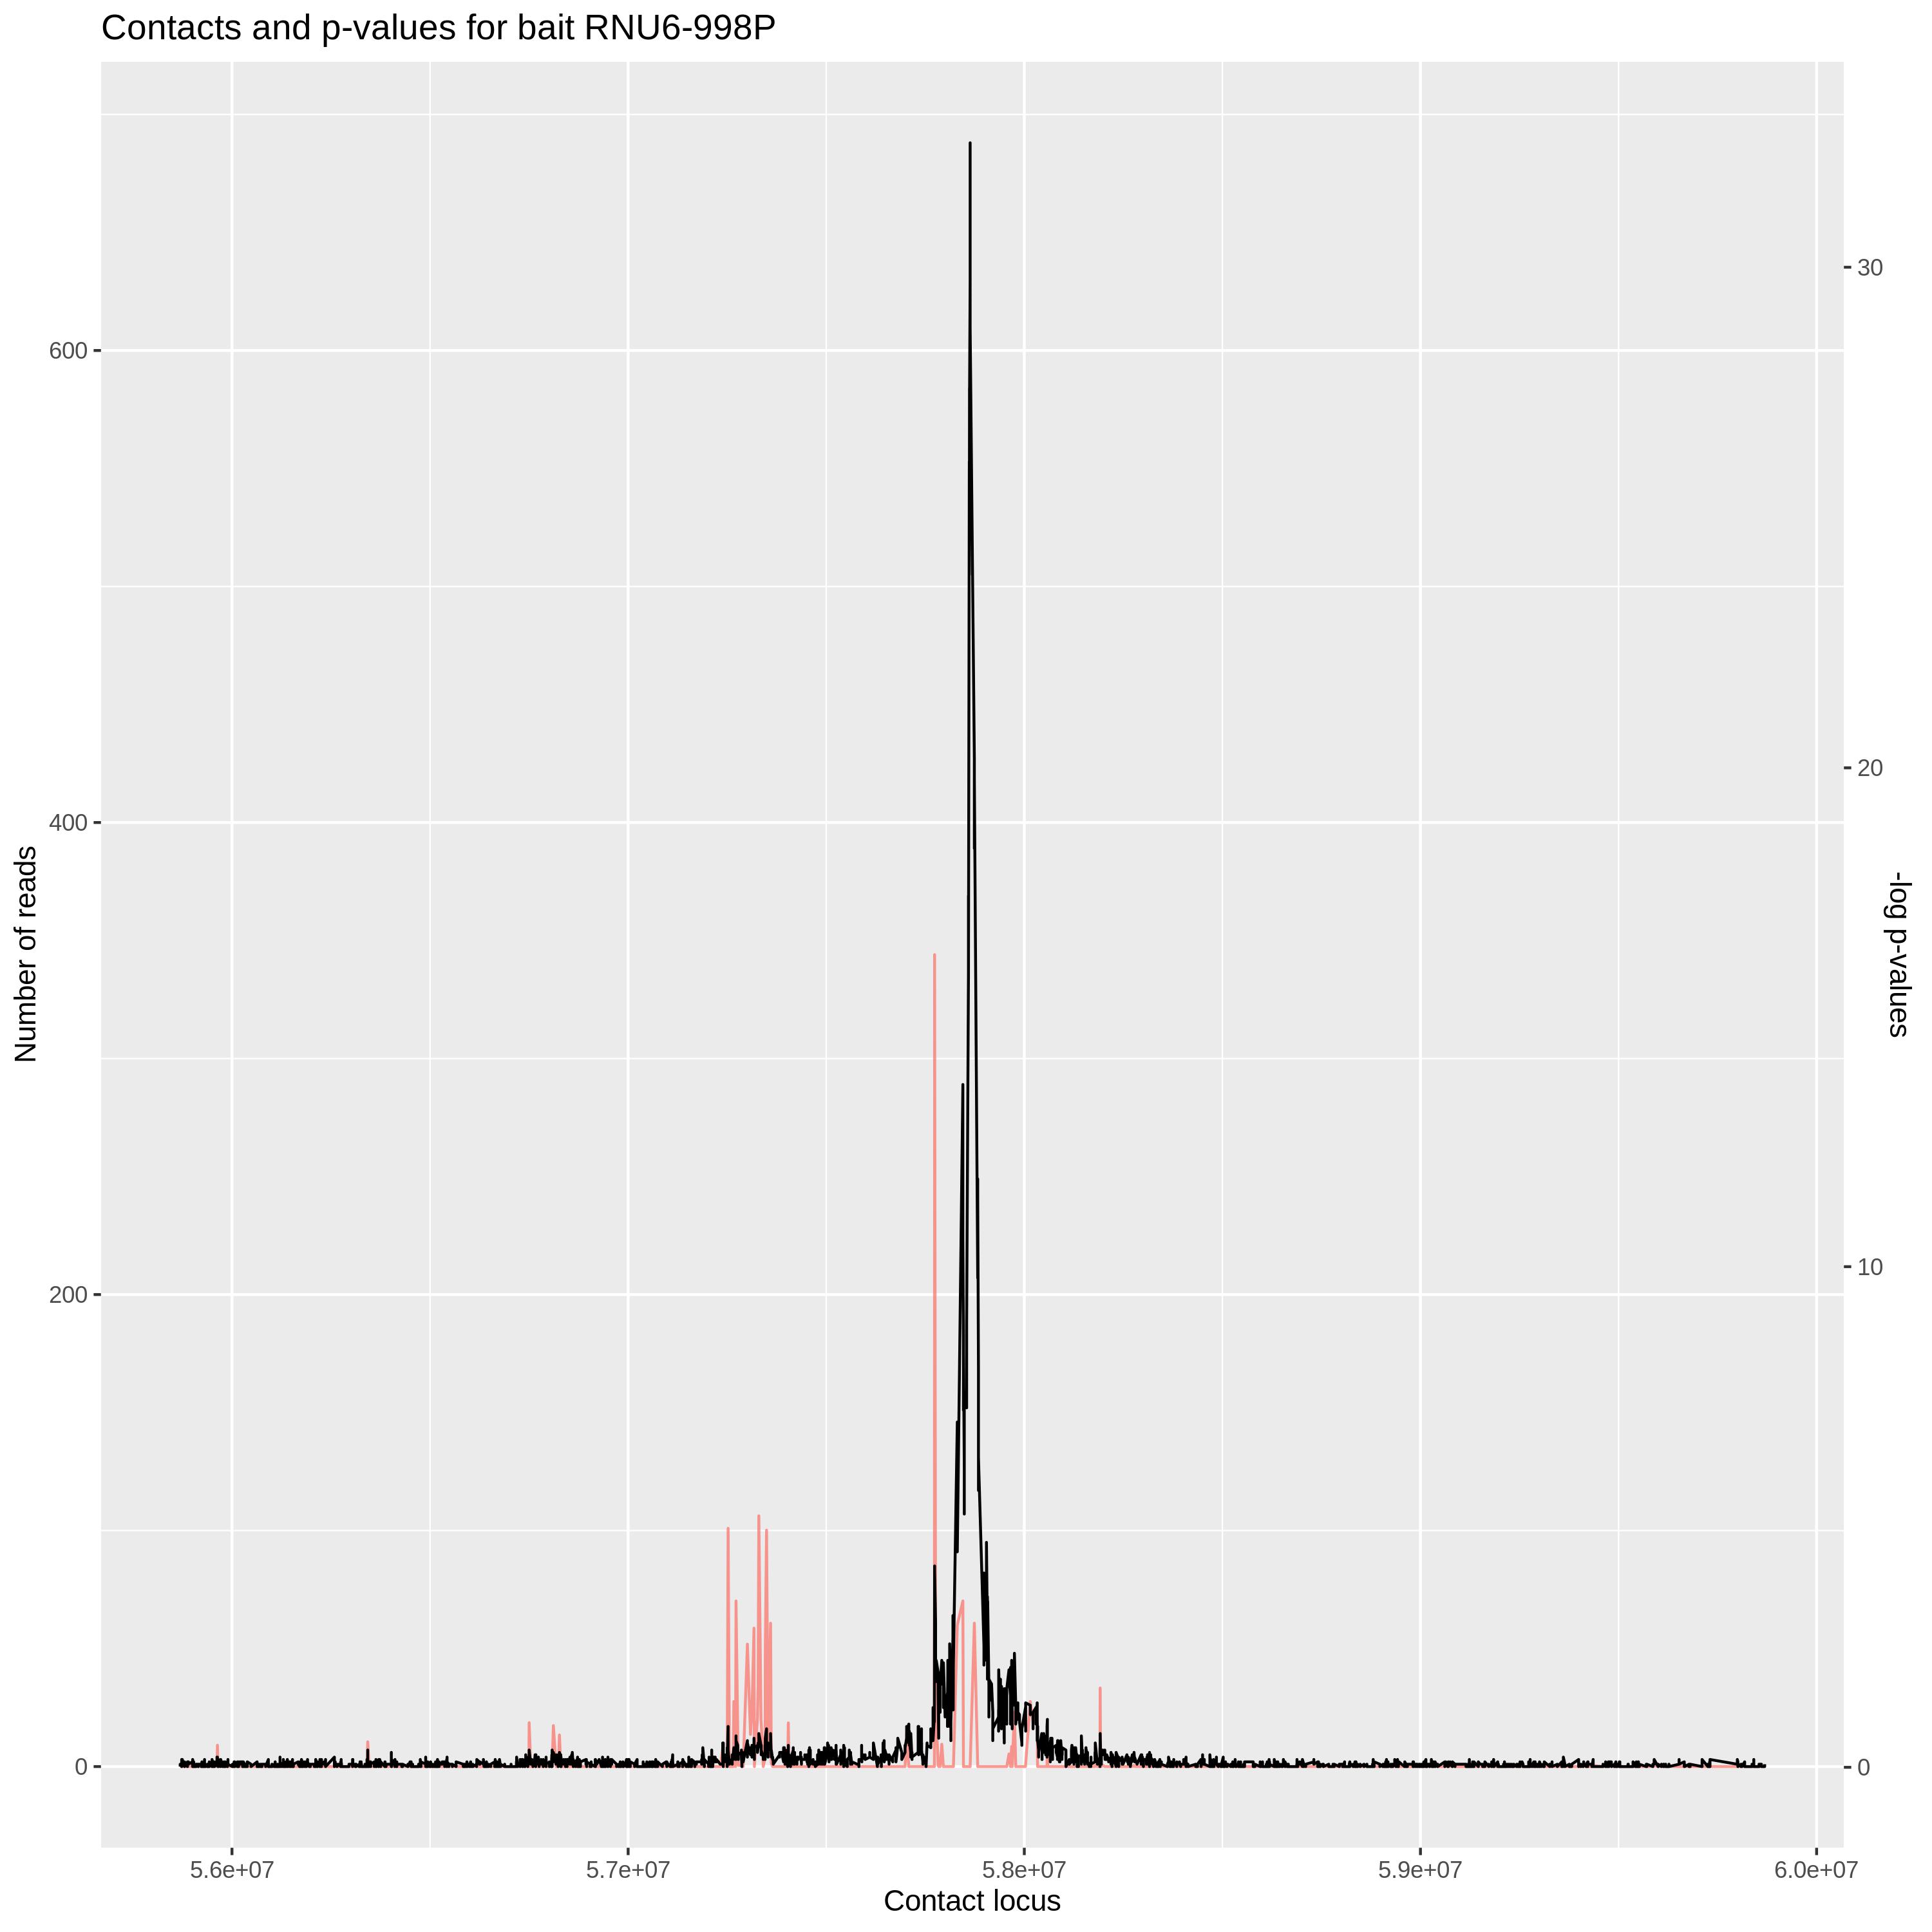 Contacts and p-values for bait RNU6-998P
600
400
200
0
Number of reads
30
20
10
0
-log p-values
5.6e+07
5.7e+07
5.8e+07
5.9e+07
6.0e+07
Contact locus